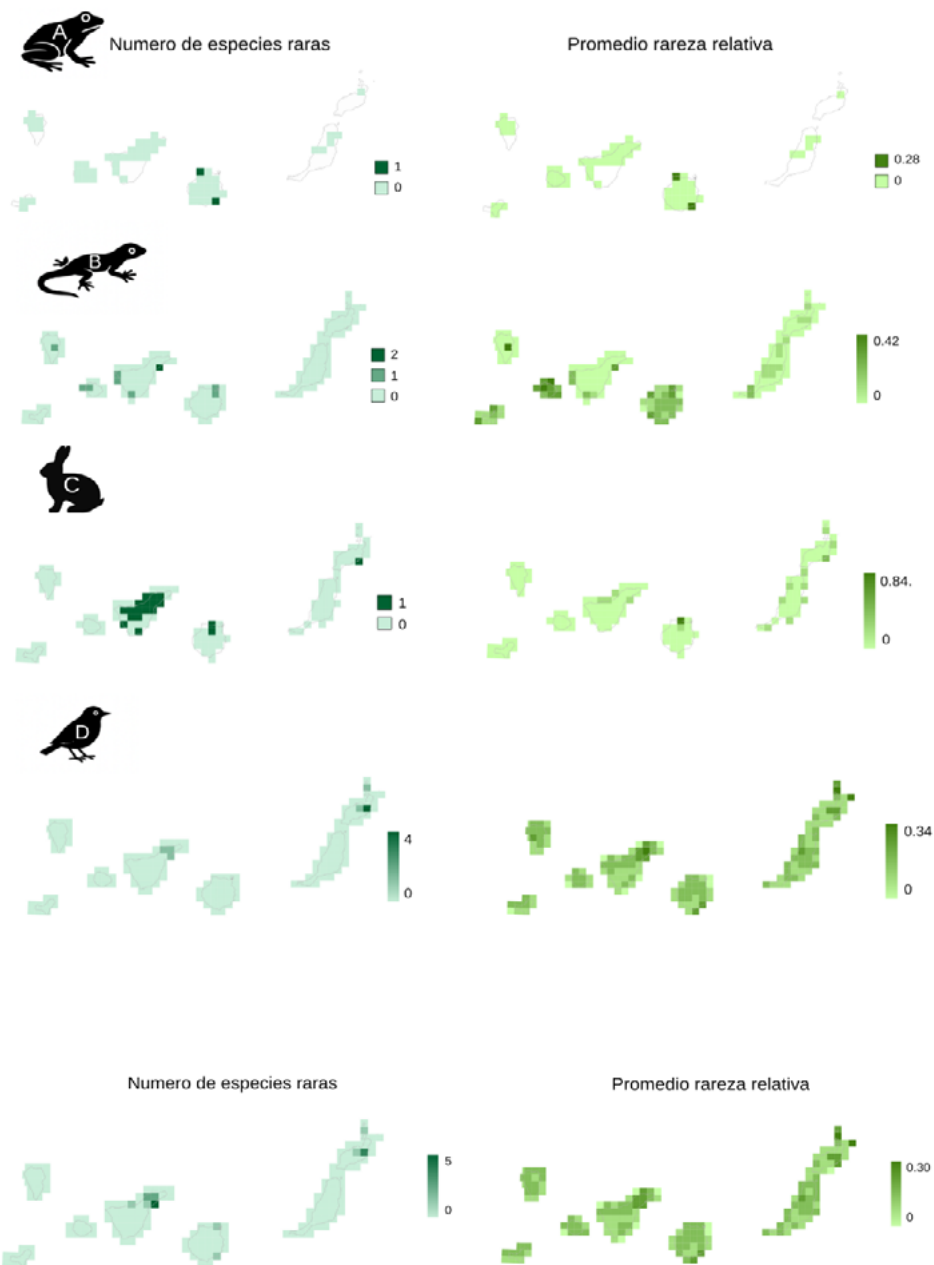 A
Numero de especies raras
Promedio rareza relativa
1
0
0.28
0
B
2
1
0
0.42
0
C
1
0
0.84.
0
D
4
0
0.34
0
Numero de especies raras
Promedio rareza relativa
5
0
0.30
0